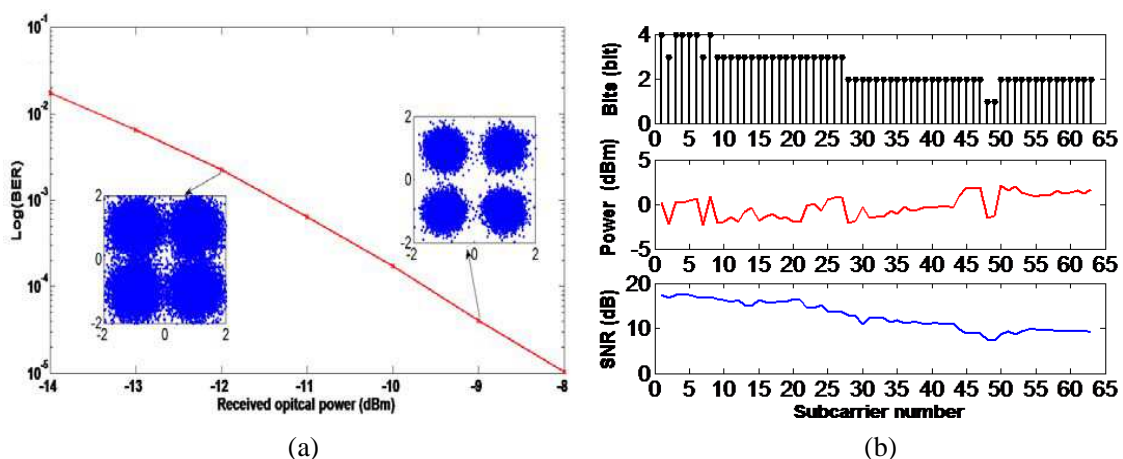 10^-1
10^-2
10^-3
10^-4
10^-5
Log(BER)
-14 -13 -12 -11 -10 -9 -8
Received opitcal power (dBm)
2
0
-2
-2 0 2
2
0
-2
-2 0 2
(a)
4
2
0
Bits (bit)
0 5 10 15 20 25 30 35 40 45 50 55 60 65
5
0
-5
Power (dBm)
0 5 10 15 20 25 30 35 40 45 50 55 60 65
20
10
0
SNR (dB)
0 5 10 15 20 25 30 35 40 45 50 55 60 65
Subcarrier number
(b)